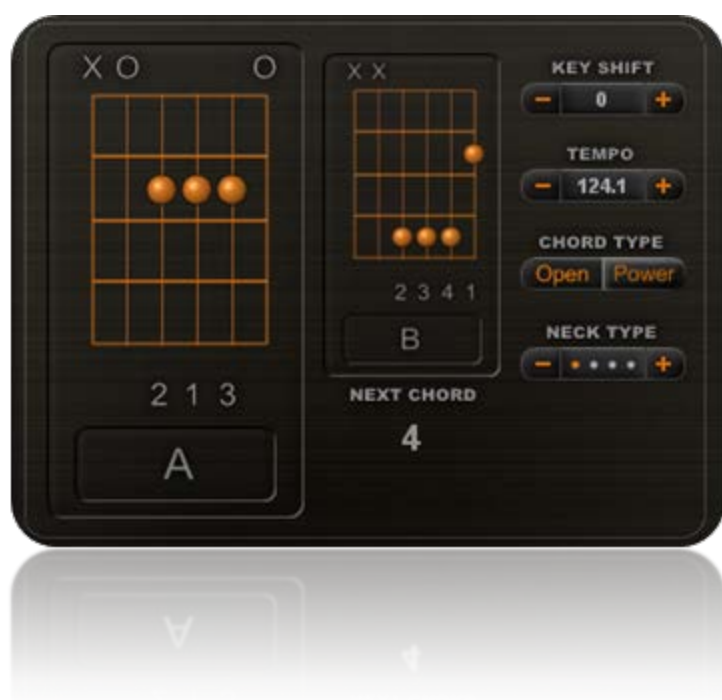 X O O
2 1 3
A
X X
2 3 4 1
B
NEXT CHORD
4
KEY SHIFT
− 0 +
TEMPO
− 124.1 +
CHORD TYPE
Open Power
NECK TYPE
− +